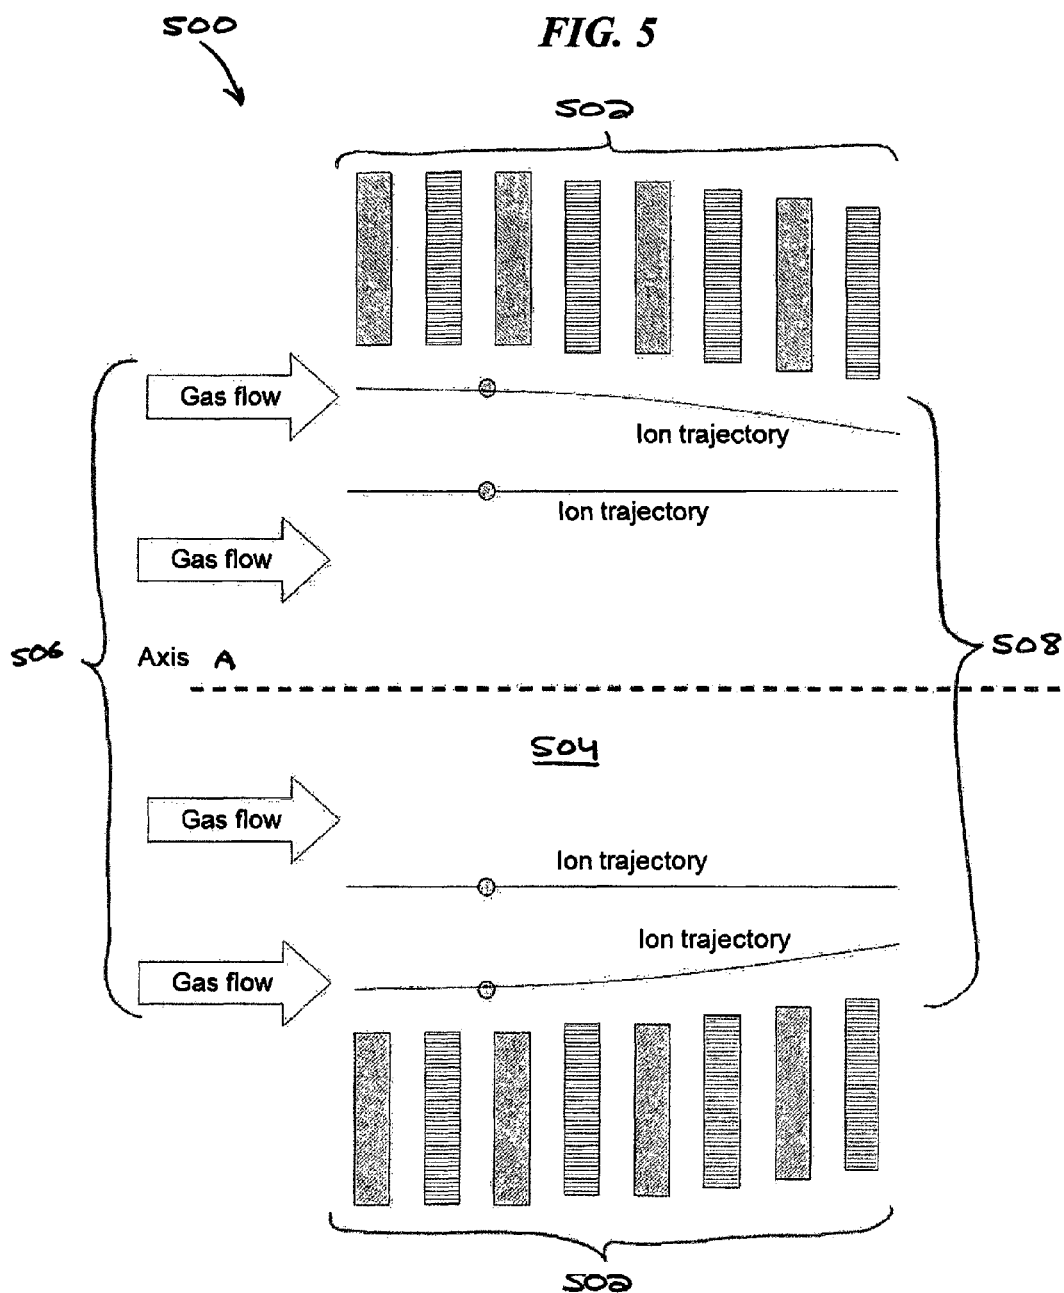 500
FIG. 5
502
Gas flow
Ion trajectory
Ion trajectory
Gas flow
506
Axis A
508
504
Gas flow
Ion trajectory
Ion trajectory
Gas flow
502